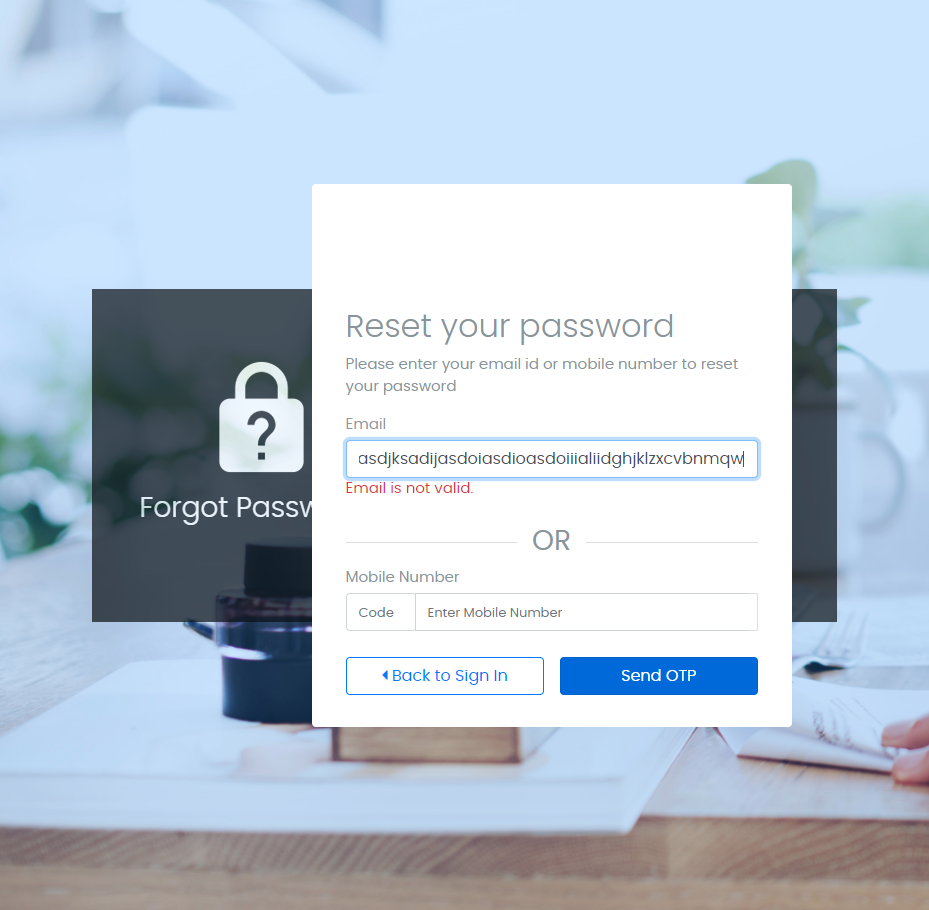 Reset your password
Please enter your email id or mobile number to reset
your password
Email
asdjksadijasdoiasdioasdoiiialiidghjklzxcvbnmqw
Email is not valid.
Forgot Passw
OR
Mobile Number
Code Enter Mobile Number
Back to Sign In Send OTP